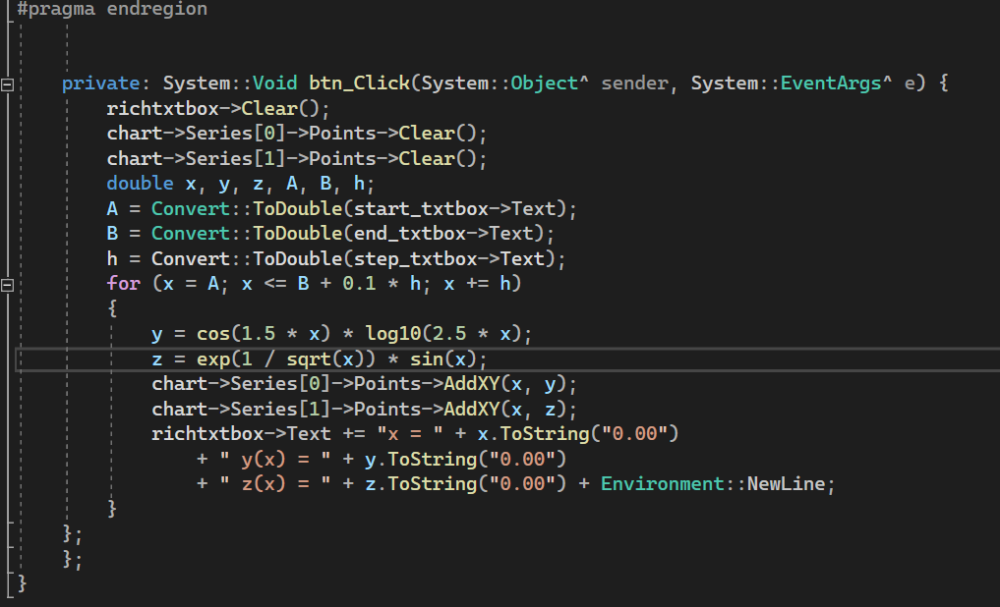 #pragma endregion
private: System::Void btn_Click(System::Object^ sender, System::EventArgs^ e) {
richtxtbox->Clear();
chart->Series[0]->Points->Clear();
chart->Series[1]->Points->Clear();
double x, y, z, A, B, h;
A = Convert::ToDouble(start_txtbox->Text);
B = Convert::ToDouble(end_txtbox->Text);
h = Convert::ToDouble(step_txtbox->Text);
for (x = A; x <= B + 0.1 * h; x += h)
{
y = cos(1.5 * x) * log10(2.5 * x);
z = exp(1 / sqrt(x)) * sin(x);
chart->Series[0]->Points->AddXY(x, y);
chart->Series[1]->Points->AddXY(x, z);
richtxtbox->Text += "x = " + x.ToString("0.00")
+ " y(x) = " + y.ToString("0.00")
+ " z(x) = " + z.ToString("0.00") + Environment::NewLine;
}
};
};
}